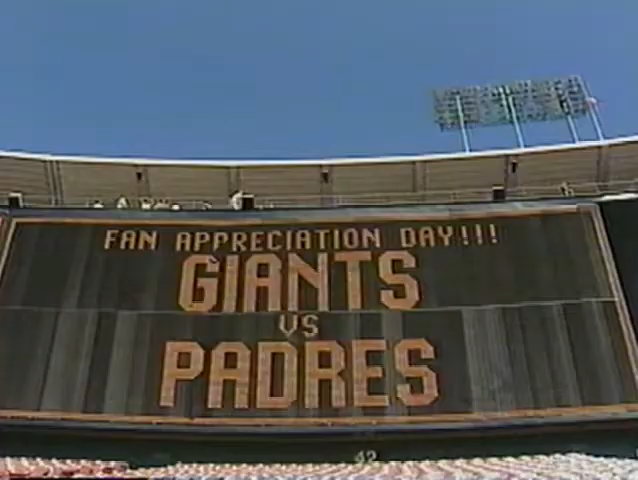 FAN APPRECIATION DAY!!!
GIANTS
VS
PADRES
42